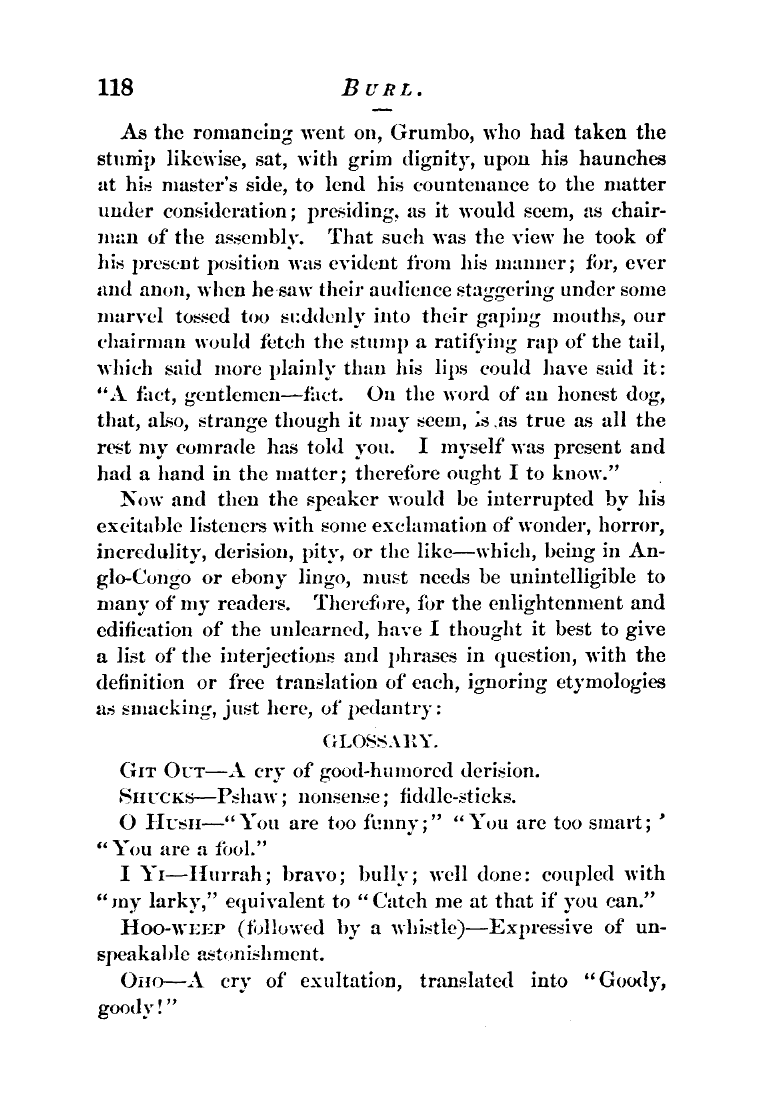 118 BURL.
As the romancing went on, Grumbo, who had taken the
stump likewise, sat, with grim dignity, upon his haunches
at his master's side, to lend his countenance to the matter
under consideration; presiding, as it would seem, as chair-
man of the assembly. That such was the view he took of
his present position was evident from his manner; for, ever
and anon, when he saw their audience staggering under some
marvel tossed too suddenly into their gaping mouths, our
chairman would fetch the stump a ratifying rap of the tail,
which said more plainly than his lips could have said it:
“A fact, gentlemen—fact. On the word of an honest dog,
that, also, strange though it may seem, is as true as all the
rest my comrade has told you. I myself was present and
had a hand in the matter; therefore ought I to know.”
Now and then the speaker would be interrupted by his
excitable listeners with some exclamation of wonder, horror,
incredulity, derision, pity, or the like—which, being in An-
glo-Congo or ebony lingo, must needs be unintelligible to
many of my readers. Therefore, for the enlightenment and
edification of the unlearned, have I thought it best to give
a list of the interjections and phrases in question, with the
definition or free translation of each, ignoring etymologies
as smacking, just here, of pedantry:
GLOSSARY.
GIT OUT—A cry of good-humored derision.
SHUCKS—Pshaw; nonsense; fiddle-sticks.
O HUSH—“You are too funny;” “You are too smart; ’
“You are a fool.”
I YI—Hurrah; bravo; bully; well done: coupled with
“my larky,” equivalent to “Catch me at that if you can.”
HOO-WEEP (followed by a whistle)—Expressive of un-
speakable astonishment.
OHO—A cry of exultation, translated into “Goody,
goody!”